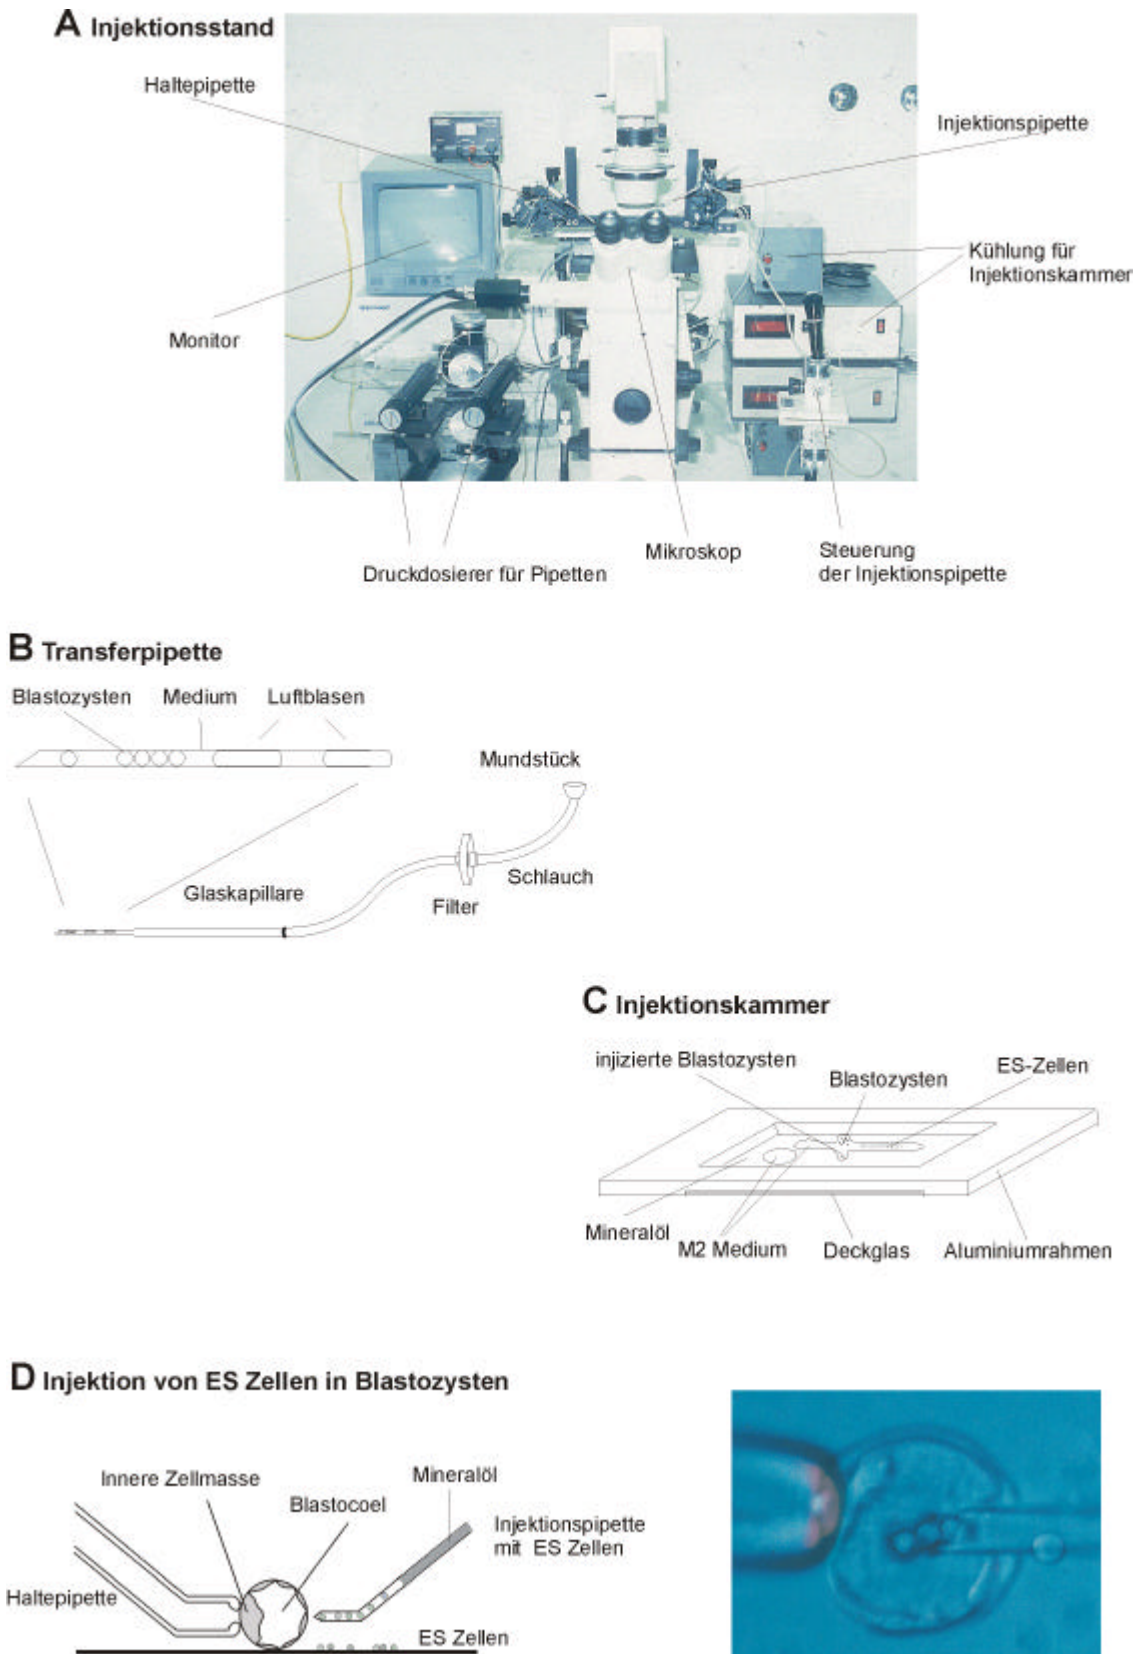 A Injektionsstand
Haltepipette
Injektionspipette
Kühlung für
Injektionskammer
Monitor
Mikroskop
Steuerung
der Injektionspipette
Druckdosierer für Pipetten
B Transferpipette
Blastozysten Medium Luftblasen
Mundstück
Schlauch
Glaskapillare
Filter
C Injektionskammer
injizierte Blastozysten
Blastozysten
ES-Zellen
Mineralöl
M2 Medium
Deckglas
Aluminiumrahmen
D Injektion von ES Zellen in Blastozysten
Innere Zellmasse
Mineralöl
Blastocoel
Injektionspipette
mit ES Zellen
Haltepipette
ES Zellen